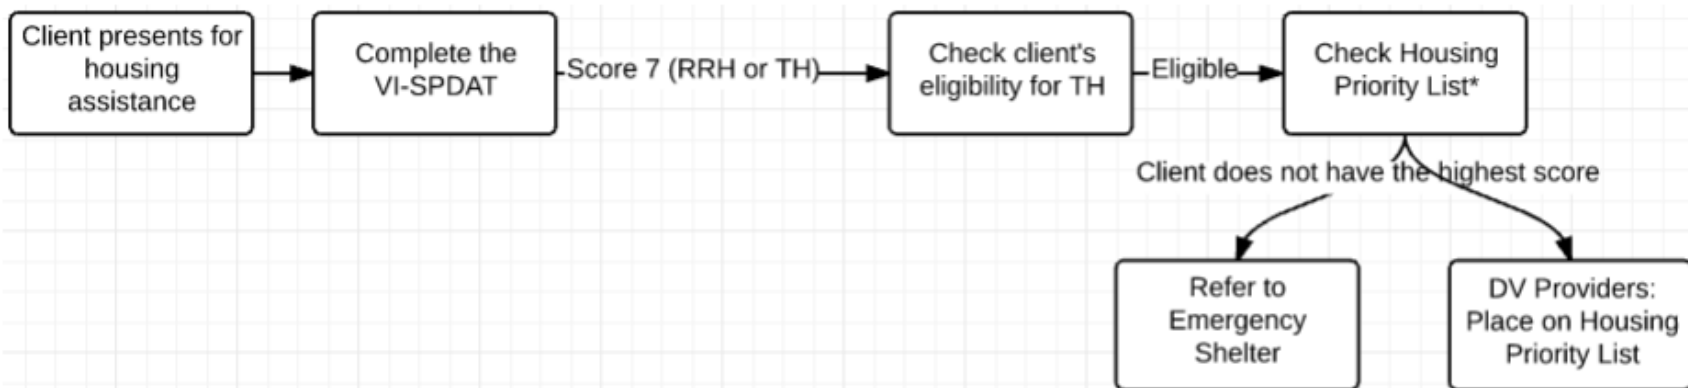 Client presents for
housing
assistance
Complete the
VI-SPDAT
Score 7 (RRH or TH)
Check client's
eligibility for TH
Eligible
Check Housing
Priority List*
Client does not have the highest score
Refer to
Emergency
Shelter
DV Providers:
Place on Housing
Priority List